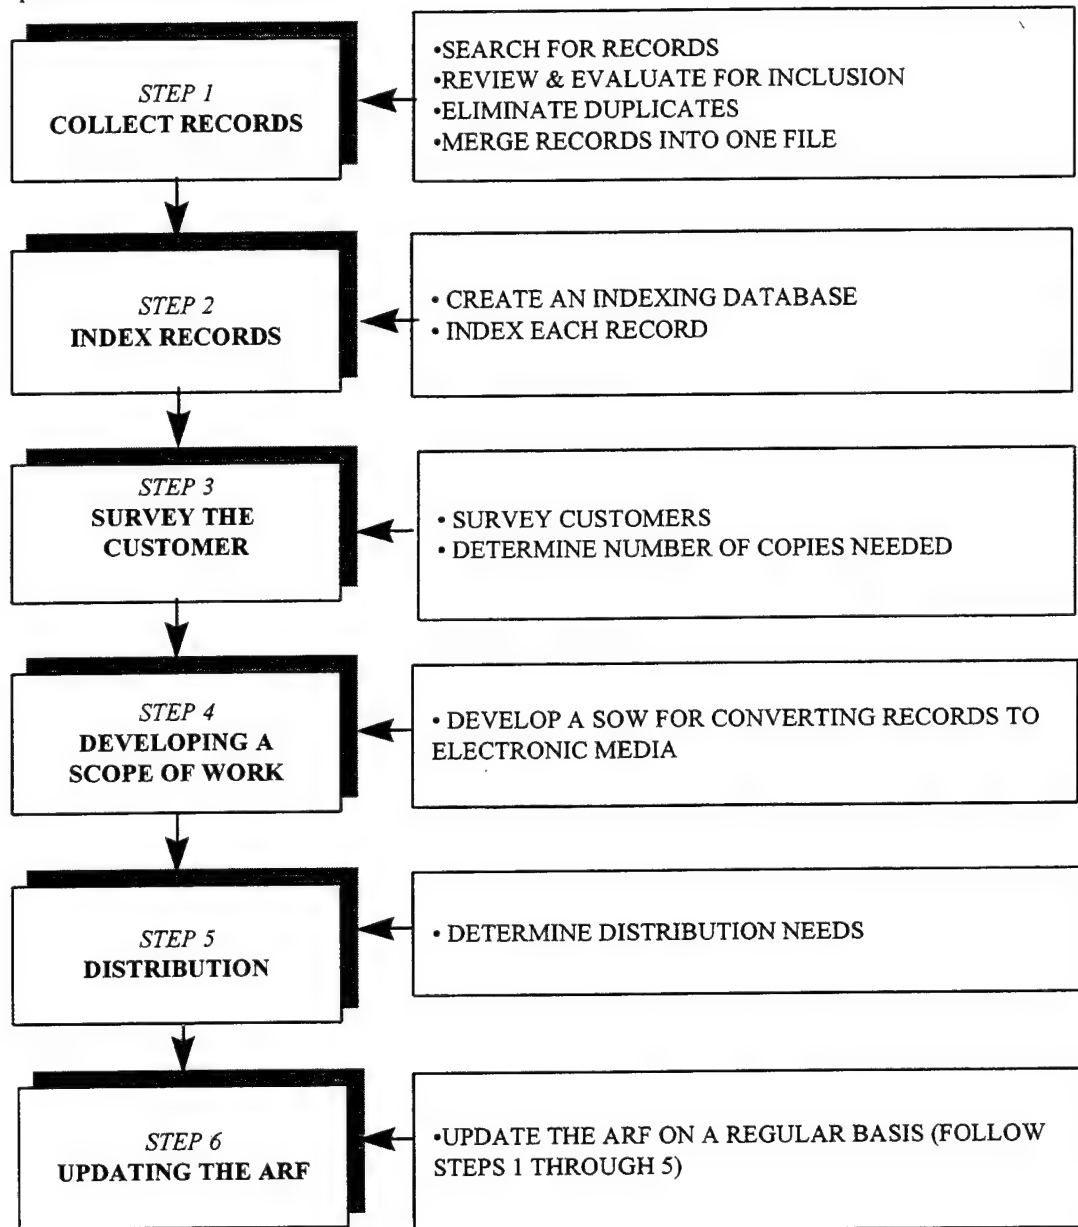 STEP 1
COLLECT RECORDS
•SEARCH FOR RECORDS
•REVIEW & EVALUATE FOR INCLUSION
•ELIMINATE DUPLICATES
•MERGE RECORDS INTO ONE FILE
STEP 2
INDEX RECORDS
• CREATE AN INDEXING DATABASE
• INDEX EACH RECORD
STEP 3
SURVEY THE
CUSTOMER
• SURVEY CUSTOMERS
• DETERMINE NUMBER OF COPIES NEEDED
STEP 4
DEVELOPING A
SCOPE OF WORK
• DEVELOP A SOW FOR CONVERTING RECORDS TO
ELECTRONIC MEDIA
STEP 5
DISTRIBUTION
• DETERMINE DISTRIBUTION NEEDS
STEP 6
UPDATING THE ARF
•UPDATE THE ARF ON A REGULAR BASIS (FOLLOW
STEPS 1 THROUGH 5)